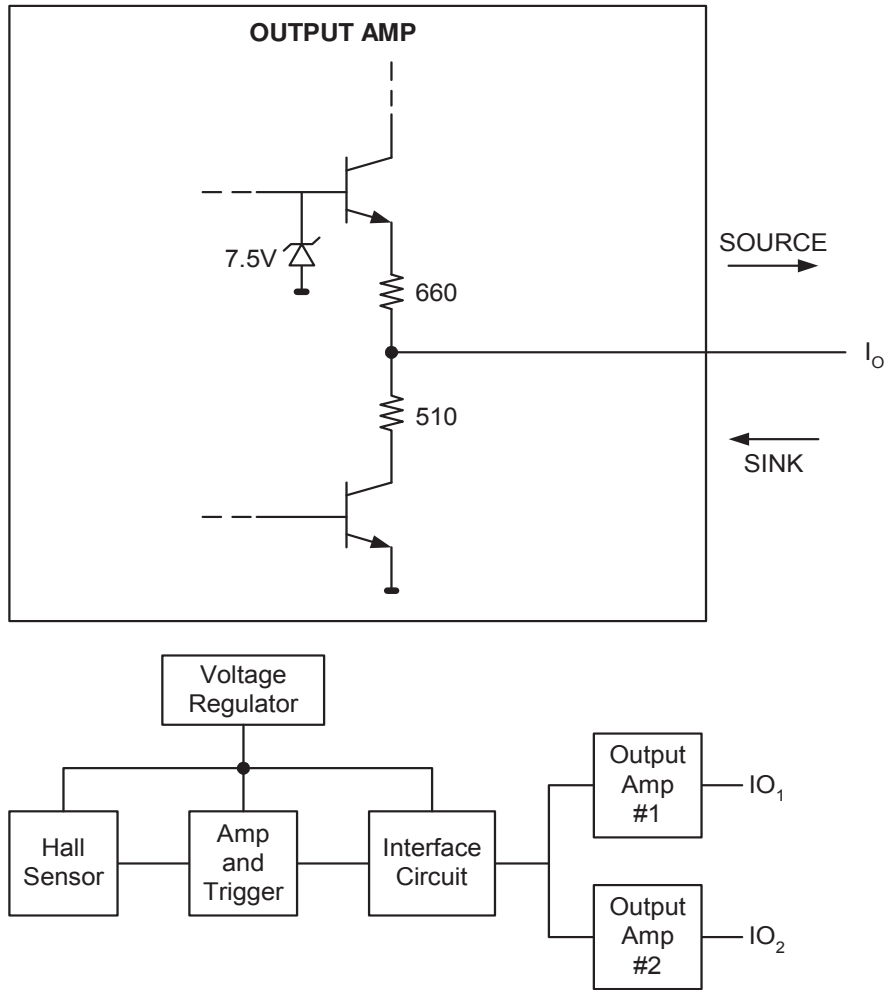 OUTPUT AMP
7.5V
SOURCE
660
I_O
510
SINK
Voltage
Regulator
Output
Amp
#1
IO₁
Hall
Sensor
Amp
and
Trigger
Interface
Circuit
Output
Amp
#2
IO₂